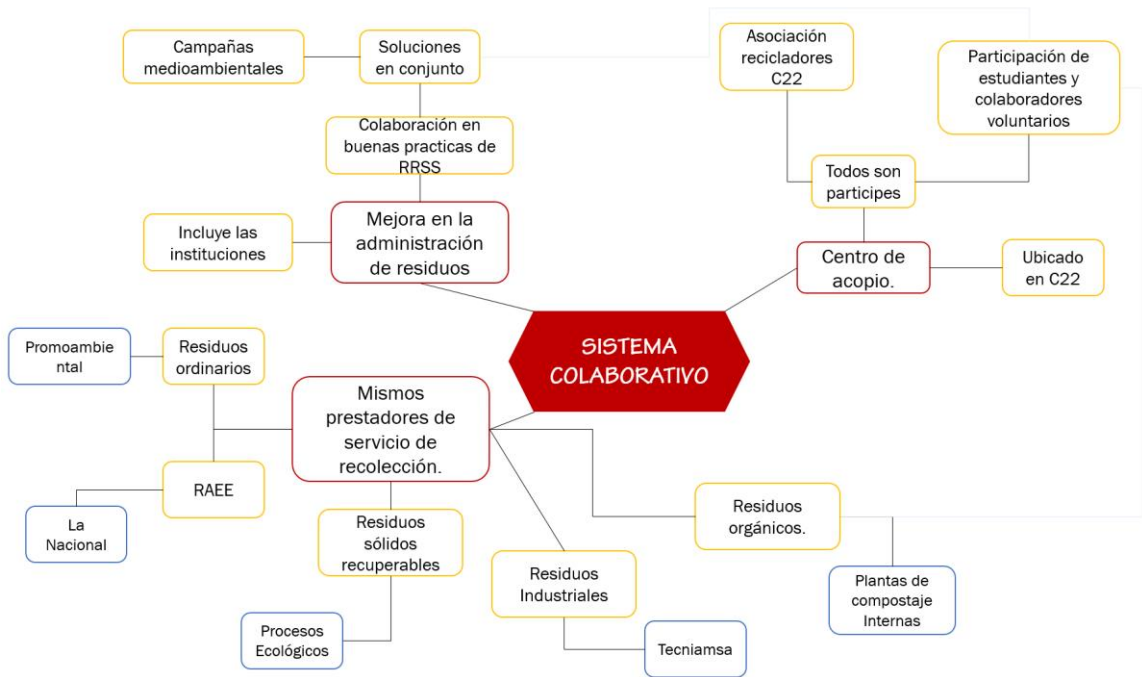 Campañas
medioambientales
Soluciones
en conjunto
Asociación
recicladores
C22
Participación de
estudiantes y
colaboradores
voluntarios
Colaboración en
buenas practicas de
RRSS
Todos son
participes
Incluye las
instituciones
Mejora en la
administración
de residuos
Centro de
acopio.
Ubicado
en C22
SISTEMA
COLABORATIVO
Promoambie
ntal
Residuos
ordinarios
Mismos
prestadores de
servicio de
recolección.
RAEE
La
Nacional
Residuos
sólidos
recuperables
Residuos
Industriales
Residuos
orgánicos.
Procesos
Ecológicos
Tecniamsa
Plantas de
compostaje
Internas